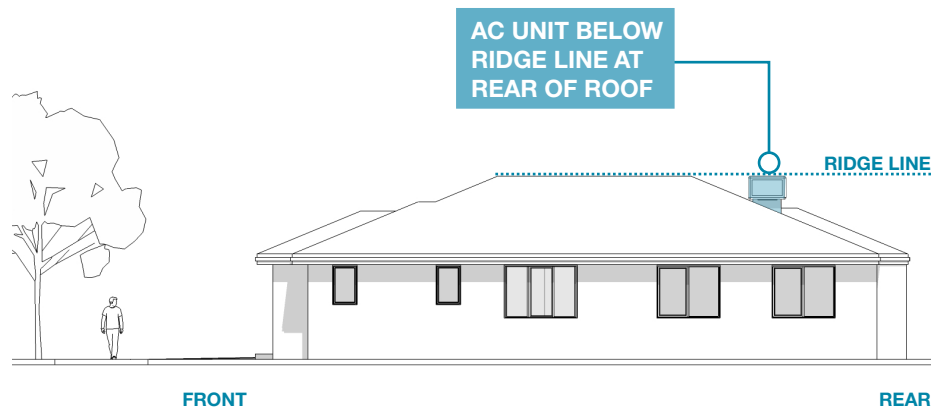 AC UNIT BELOW
RIDGE LINE AT
REAR OF ROOF
RIDGE LINE
FRONT
REAR